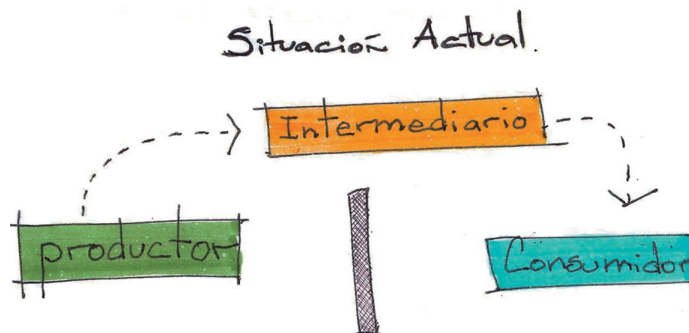 Situación Actual.
Intermediario
productor
Consumidor